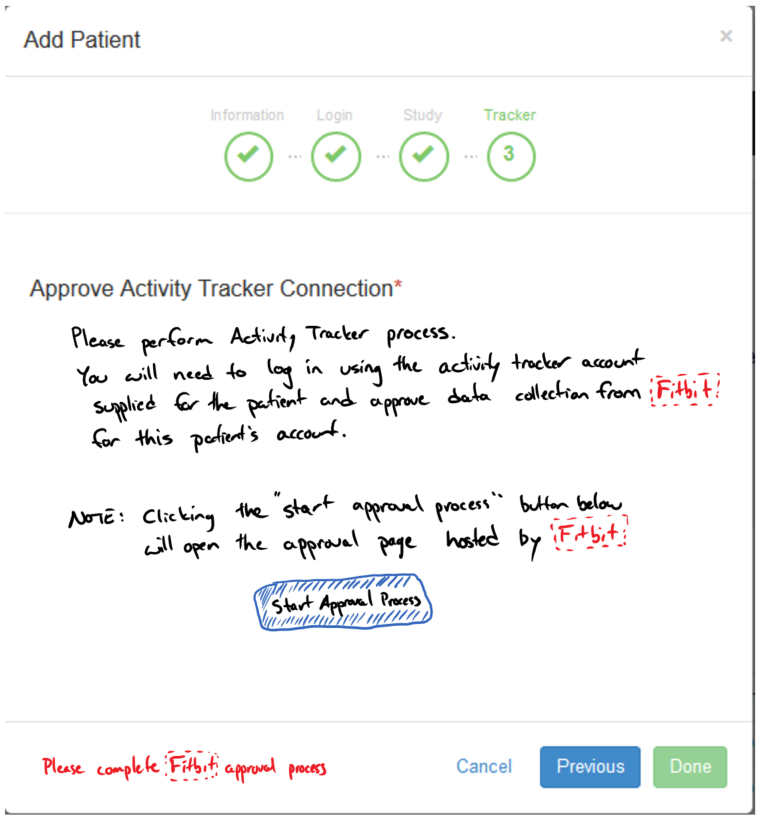 Add Patient ×
Information Login Study Tracker
✔ ... ✔ ... ✔ ... 3
Approve Activity Tracker Connection*
Please perform Activity Tracker process.
You will need to log in using the activity tracker account
supplied for the patient and approve data collection from Fitbit
for this patient's account.
NOTE: Clicking the "start approval process" button below
will open the approval page hosted by Fitbit
Start Approval Process
Please complete Fitbit approval process
Cancel Previous Done